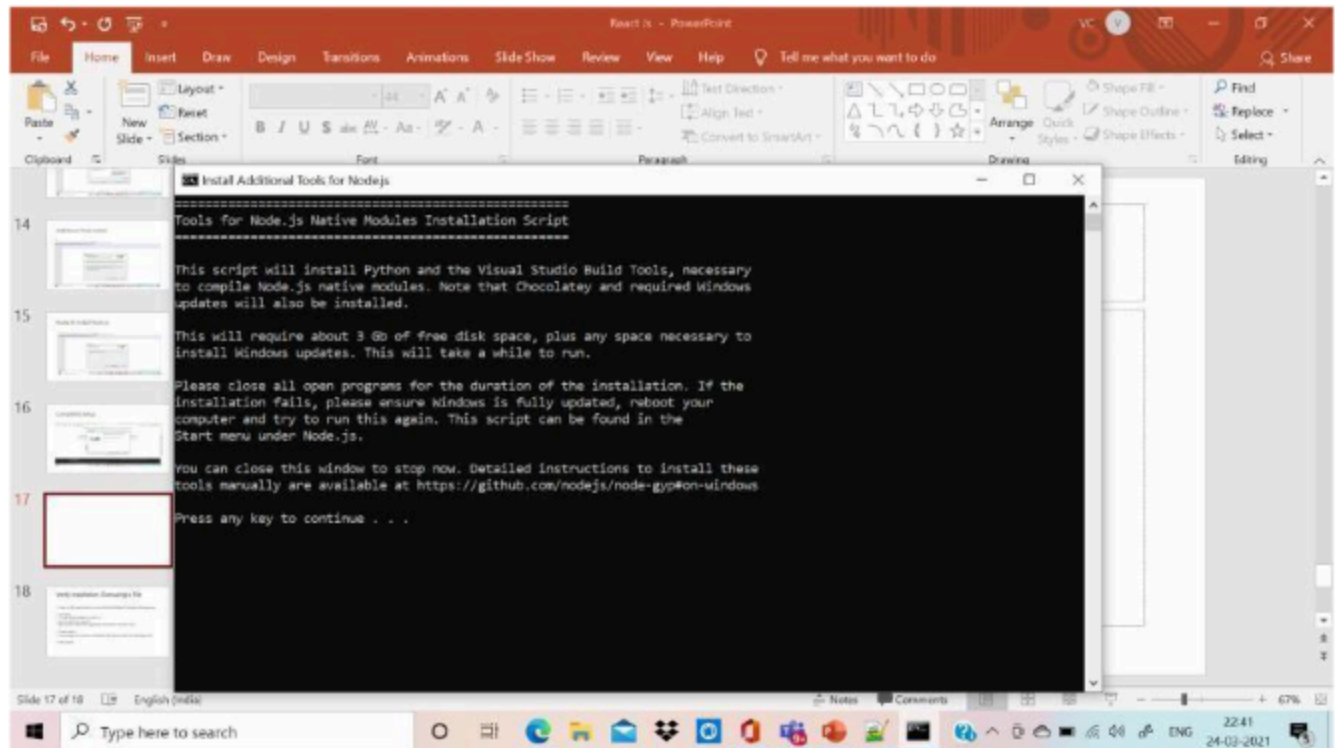 React Js - PowerPoint
VC
V
File Home Insert Draw Design Transitions Animations Slide Show Review View Help Tell me what you want to do
Share
Paste
New Slide
Layout
Reset
Section
44
B I U S abc AV Aa A
Text Direction
Align Text
Convert to SmartArt
Arrange
Quick Styles
Shape Fill
Shape Outline
Shape Effects
Find
Replace
Select
Clipboard Slides Font Paragraph Drawing Editing
Install Additional Tools for Node.js
====================================================
Tools for Node.js Native Modules Installation Script
====================================================
This script will install Python and the Visual Studio Build Tools, necessary
to compile Node.js native modules. Note that Chocolatey and required Windows
updates will also be installed.
This will require about 3 Gb of free disk space, plus any space necessary to
install Windows updates. This will take a while to run.
Please close all open programs for the duration of the installation. If the
installation fails, please ensure Windows is fully updated, reboot your
computer and try to run this again. This script can be found in the
Start menu under Node.js.
You can close this window to stop now. Detailed instructions to install these
tools manually are available at https://github.com/nodejs/node-gyp#on-windows
Press any key to continue . . .
14
15
16
17
18
Slide 17 of 18 English (India)
Notes Comments
67%
Type here to search
ENG
22:41
24-03-2021